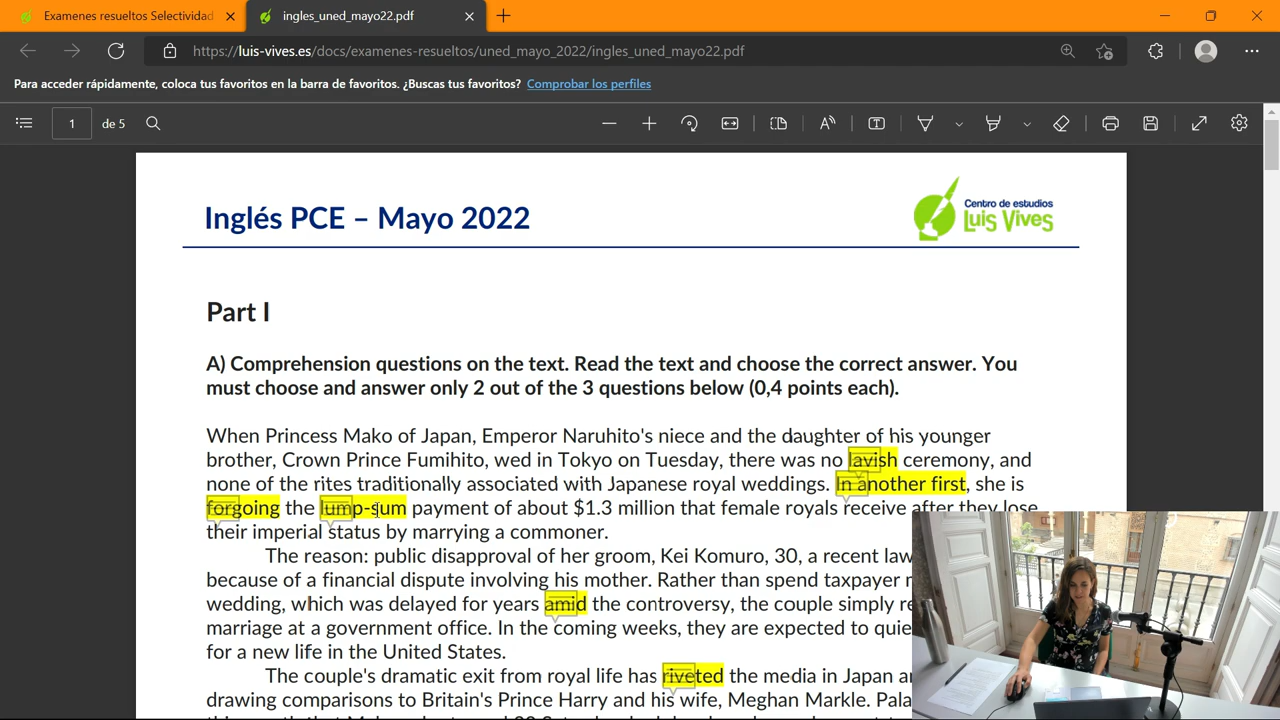 Examenes resueltos Selectividad
ingles_uned_mayo22.pdf
https://luis-vives.es/docs/examenes-resueltos/uned_mayo_2022/ingles_uned_mayo22.pdf
Para acceder rápidamente, coloca tus favoritos en la barra de favoritos. ¿Buscas tus favoritos? Comprobar los perfiles
1 de 5
Inglés PCE – Mayo 2022
Centro de estudios
Luis Vives
Part I
A) Comprehension questions on the text. Read the text and choose the correct answer. You
must choose and answer only 2 out of the 3 questions below (0,4 points each).
When Princess Mako of Japan, Emperor Naruhito's niece and the daughter of his younger
brother, Crown Prince Fumihito, wed in Tokyo on Tuesday, there was no lavish ceremony, and
none of the rites traditionally associated with Japanese royal weddings. In another first, she is
forgoing the lump-sum payment of about $1.3 million that female royals receive after they lose
their imperial status by marrying a commoner.
The reason: public disapproval of her groom, Kei Komuro, 30, a recent law
because of a financial dispute involving his mother. Rather than spend taxpayer
wedding, which was delayed for years amid the controversy, the couple simply
marriage at a government office. In the coming weeks, they are expected to
for a new life in the United States.
The couple's dramatic exit from royal life has riveted the media in Japan
drawing comparisons to Britain's Prince Harry and his wife, Meghan Markle.